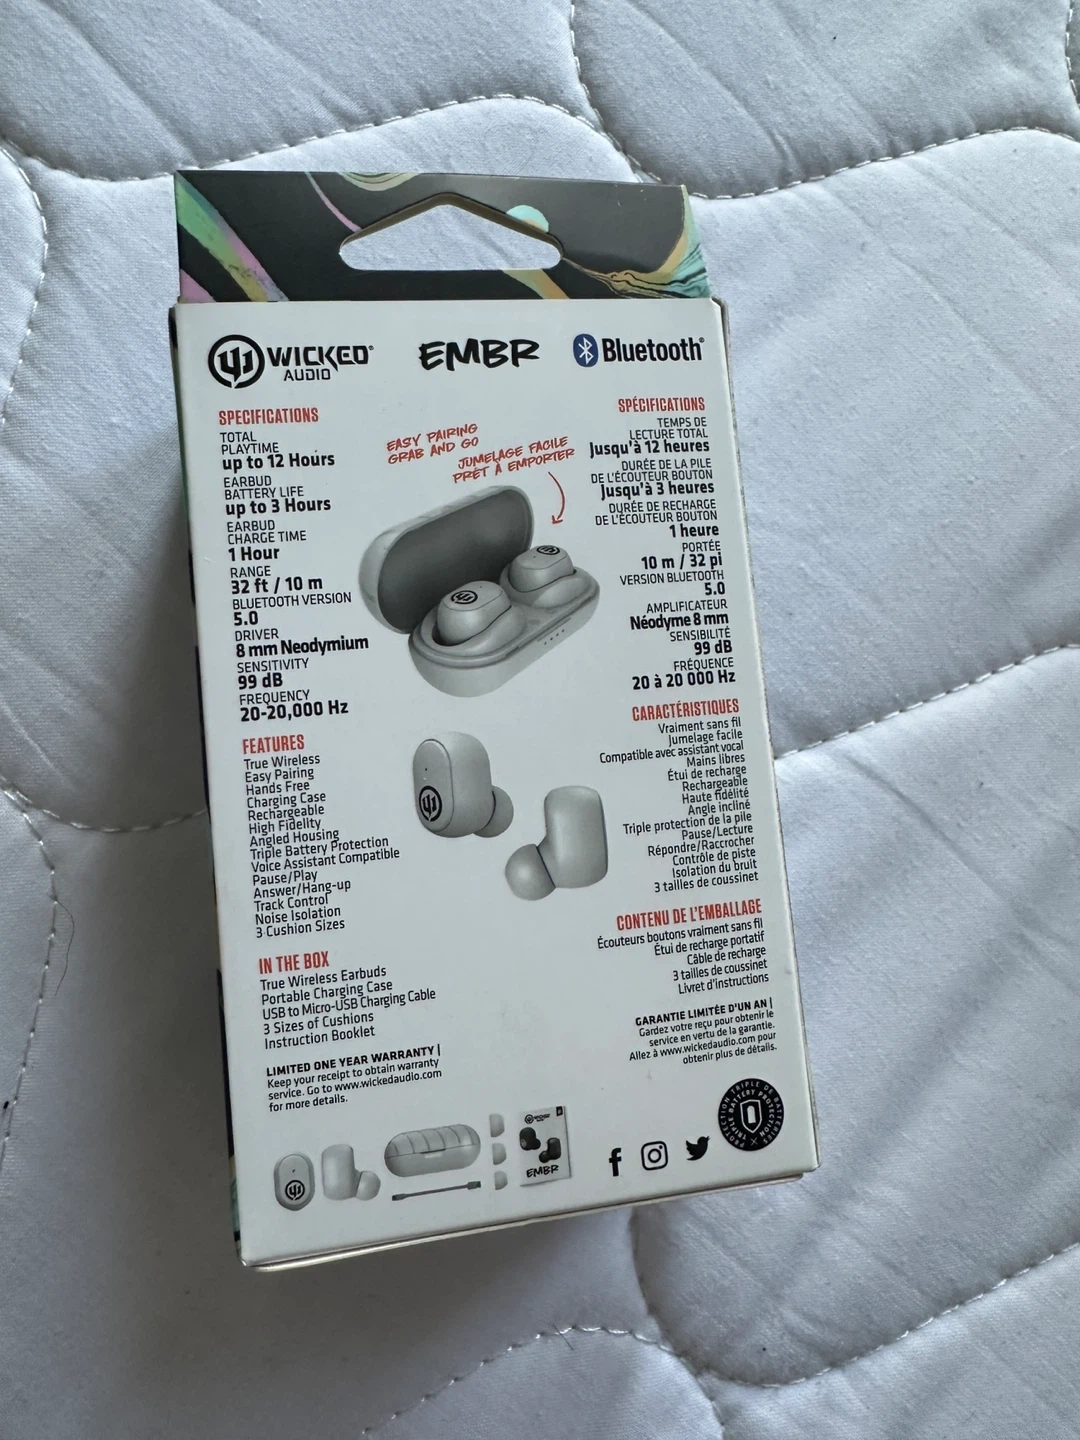 WICKED
AUDIO
EMBR
Bluetooth®
SPECIFICATIONS
TOTAL
PLAYTIME
up to 12 Hours
EARBUD
BATTERY LIFE
up to 3 Hours
EARBUD
CHARGE TIME
1 Hour
RANGE
32 ft / 10 m
BLUETOOTH VERSION
5.0
DRIVER
8 mm Neodymium
SENSITIVITY
99 dB
FREQUENCY
20-20,000 Hz
FEATURES
True Wireless
Easy Pairing
Hands Free
Charging Case
Rechargeable
High Fidelity
Angled Housing
Triple Battery Protection
Voice Assistant Compatible
Pause/Play
Answer/Hang-up
Track Control
Noise Isolation
3 Cushion Sizes
IN THE BOX
True Wireless Earbuds
Portable Charging Case
USB to Micro-USB Charging Cable
3 Sizes of Cushions
Instruction Booklet
LIMITED ONE YEAR WARRANTY |
Keep your receipt to obtain warranty
service. Go to www.wickedaudio.com
for more details.
EASY PAIRING
GRAB AND GO
JUMELAGE FACILE
PRÊT À EMPORTER
SPÉCIFICATIONS
TEMPS DE
LECTURE TOTAL
Jusqu'à 12 heures
DURÉE DE LA PILE
DE L'ÉCOUTEUR BOUTON
Jusqu'à 3 heures
DURÉE DE RECHARGE
DE L'ÉCOUTEUR BOUTON
1 heure
PORTÉE
10 m / 32 pi
VERSION BLUETOOTH
5.0
AMPLIFICATEUR
Néodyme 8 mm
SENSIBILITÉ
99 dB
FRÉQUENCE
20 à 20 000 Hz
CARACTÉRISTIQUES
Vraiment sans fil
Jumelage facile
Compatible avec assistant vocal
Mains libres
Étui de recharge
Rechargeable
Haute fidélité
Angle incliné
Triple protection de la pile
Pause/Lecture
Répondre/Raccrocher
Contrôle de piste
Isolation du bruit
3 tailles de coussinet
CONTENU DE L'EMBALLAGE
Écouteurs boutons vraiment sans fil
Étui de recharge portatif
Câble de recharge
3 tailles de coussinet
Livret d'instructions
GARANTIE LIMITÉE D'UN AN |
Gardez votre reçu pour obtenir le
service en vertu de la garantie.
Allez à www.wickedaudio.com pour
obtenir plus de détails.
PROTECTION TRIPLE DE BATTERIES
TRIPLE BATTERY PROTECTION
WICKED
AUDIO
EMBR